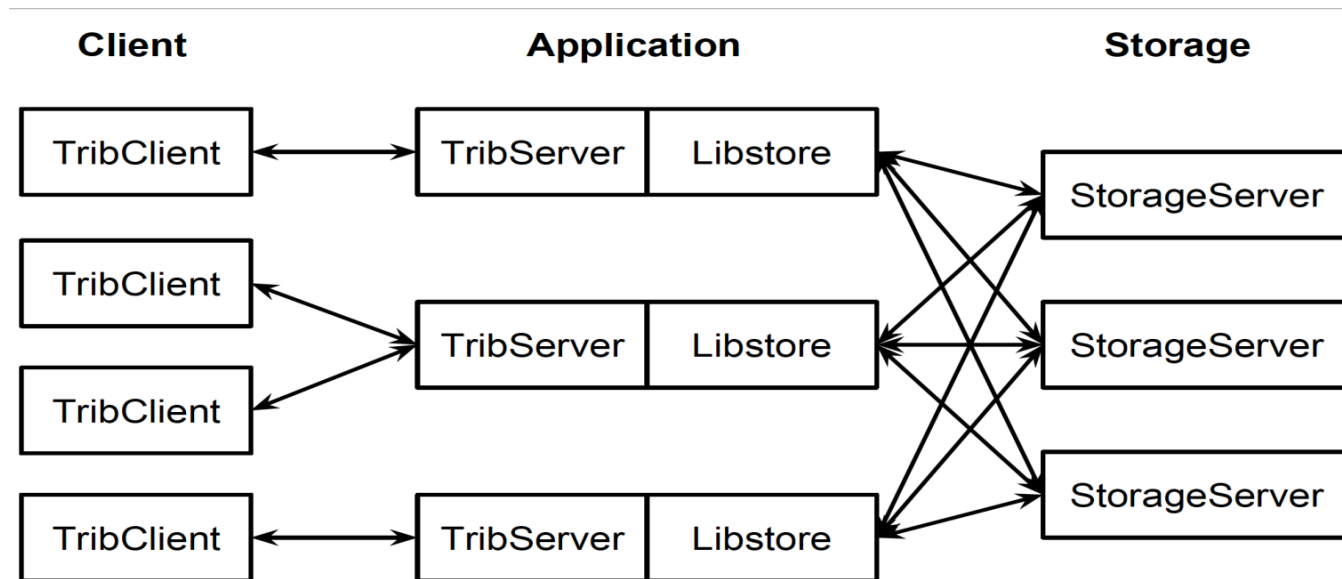 Client Application Storage
TribClient TribServer Libstore
StorageServer
TribClient
TribServer Libstore StorageServer
TribClient
StorageServer
TribClient TribServer Libstore